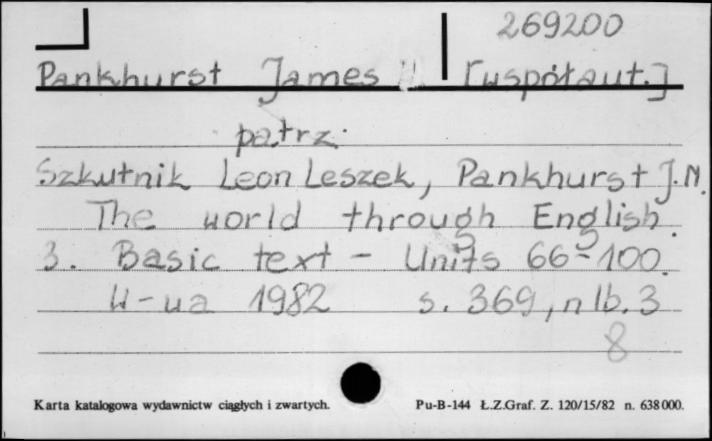 269200
Pankhurst James [współaut.]
patrz:
Szkutnik Leon Leszek, Pankhurst J.N.
The world through English.
3. Basic text - Units 66-100.
W-wa 1982 s. 369, nlb. 3
8
Karta katalogowa wydawnictw ciągłych i zwartych. Pu-B-144 Ł.Z.Graf. Z. 120/15/82 n. 638000.